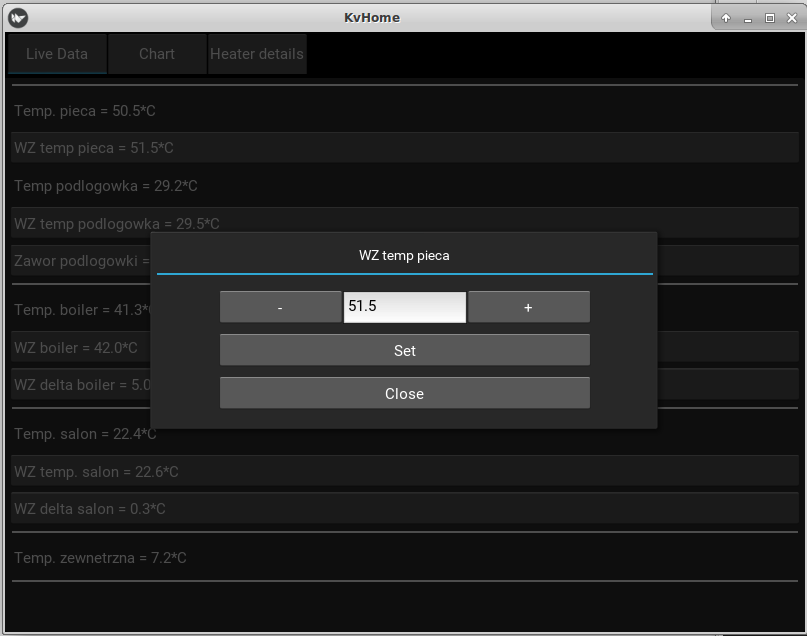 KvHome
Live Data Chart Heater details
Temp. pieca = 50.5*C
WZ temp pieca = 51.5*C
Temp podlogowka = 29.2*C
WZ temp podlogowka = 29.5*C
Zawor podlogowki =
WZ temp pieca
- 51.5 +
Set
Close
Temp. boiler = 41.3*
WZ boiler = 42.0*C
WZ delta boiler = 5.0
Temp. salon = 22.4*C
WZ temp. salon = 22.6*C
WZ delta salon = 0.3*C
Temp. zewnetrzna = 7.2*C